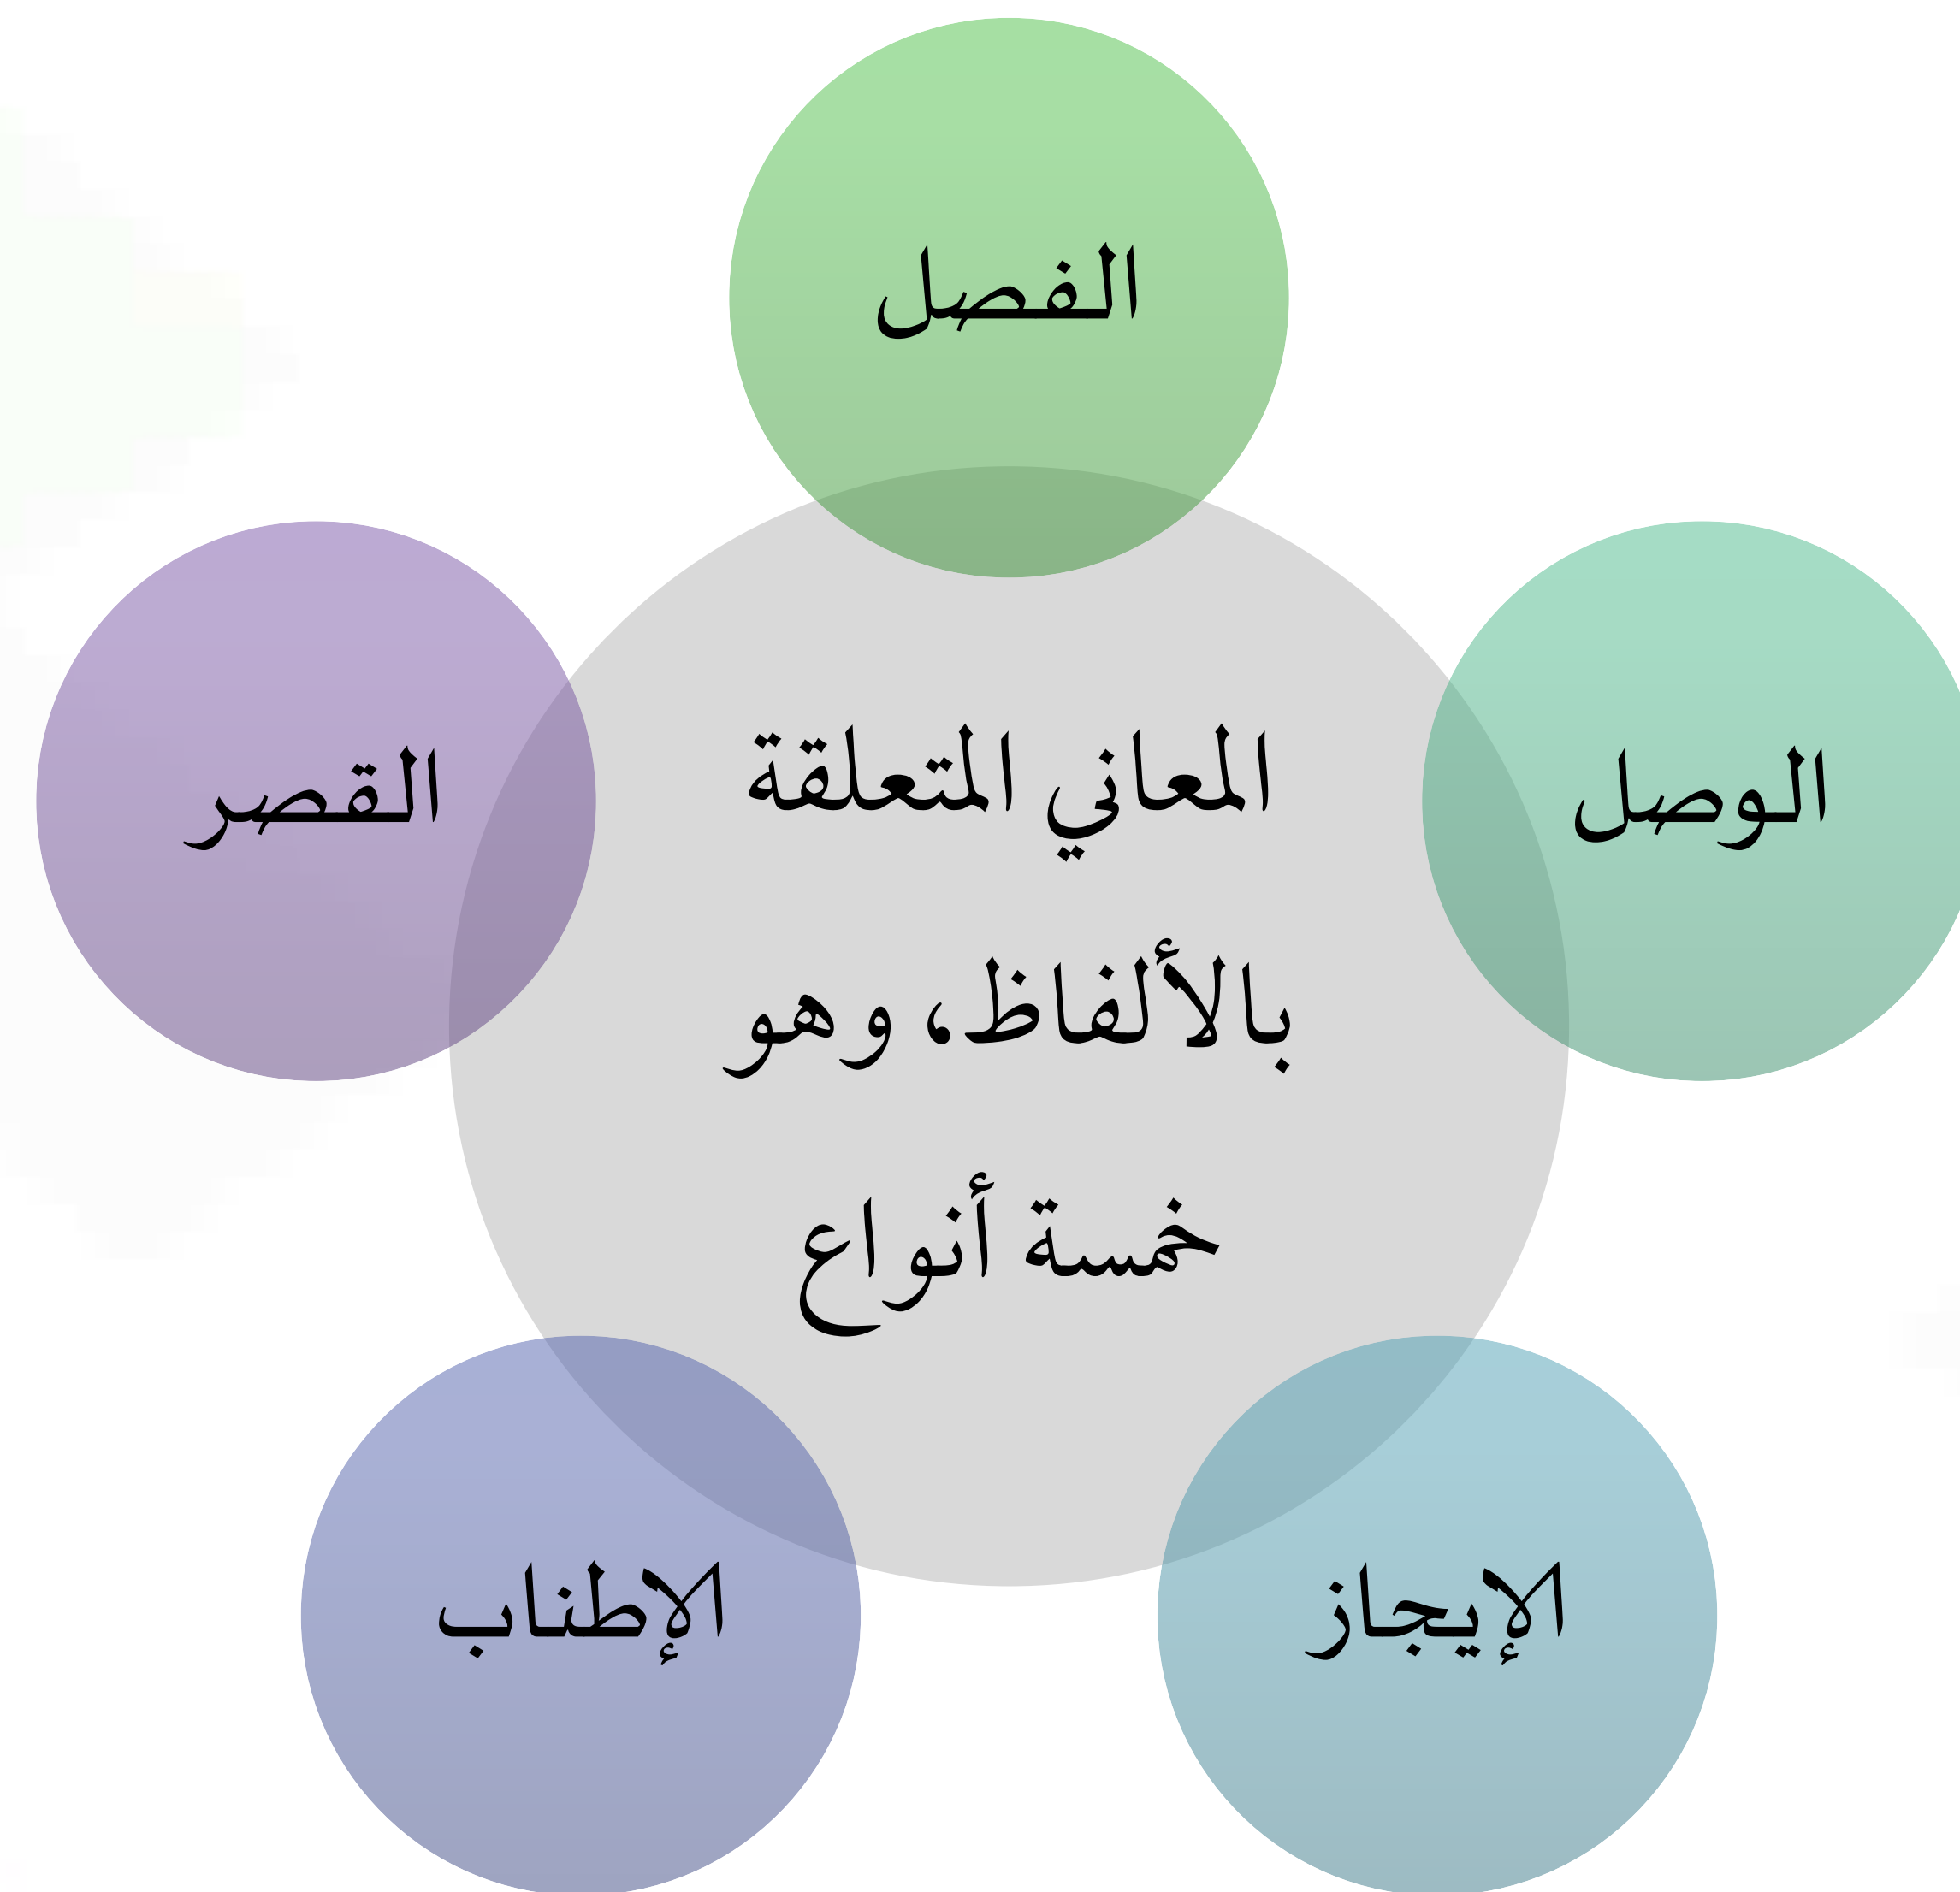 الفصل
الوصل
القصر
المعاني المتعلقة
بالألفاظ، وهو
خمسة أنواع
الإيجاز
الإطناب